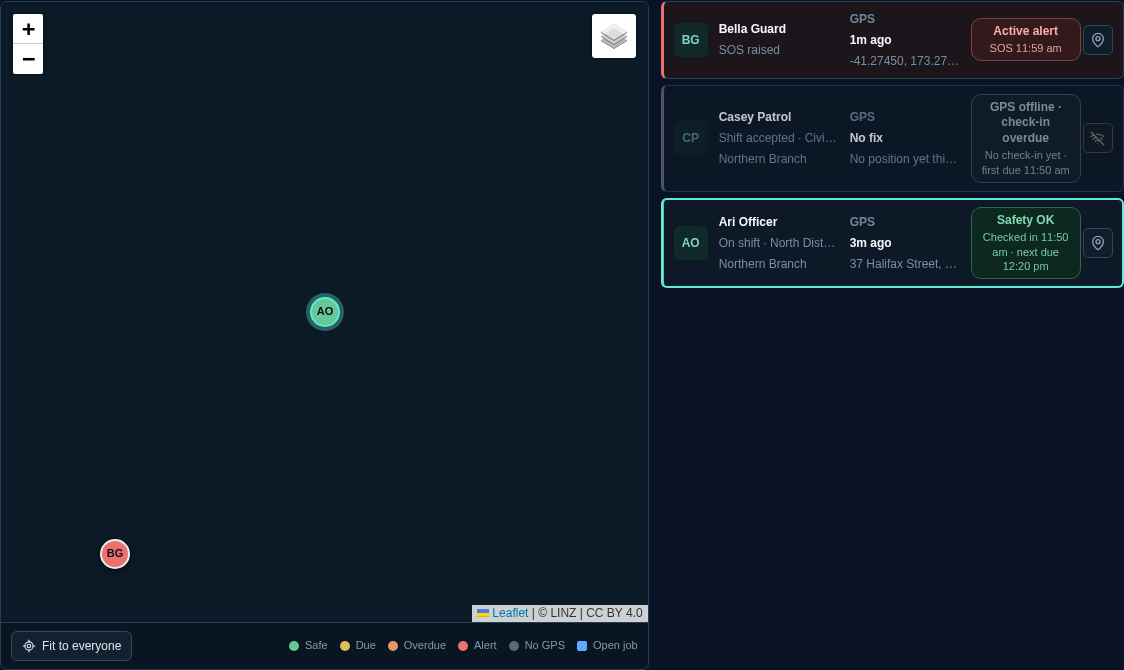 +
−
AO
BG
Leaflet | © LINZ | CC BY 4.0
Fit to everyone
Safe
Due
Overdue
Alert
No GPS
Open job
BG
Bella Guard
SOS raised
GPS
1m ago
-41.27450, 173.27…
Active alert
SOS 11:59 am
CP
Casey Patrol
Shift accepted · Civi…
Northern Branch
GPS
No fix
No position yet thi…
GPS offline ·
check-in
overdue
No check-in yet ·
first due 11:50 am
AO
Ari Officer
On shift · North Dist…
Northern Branch
GPS
3m ago
37 Halifax Street, …
Safety OK
Checked in 11:50
am · next due
12:20 pm